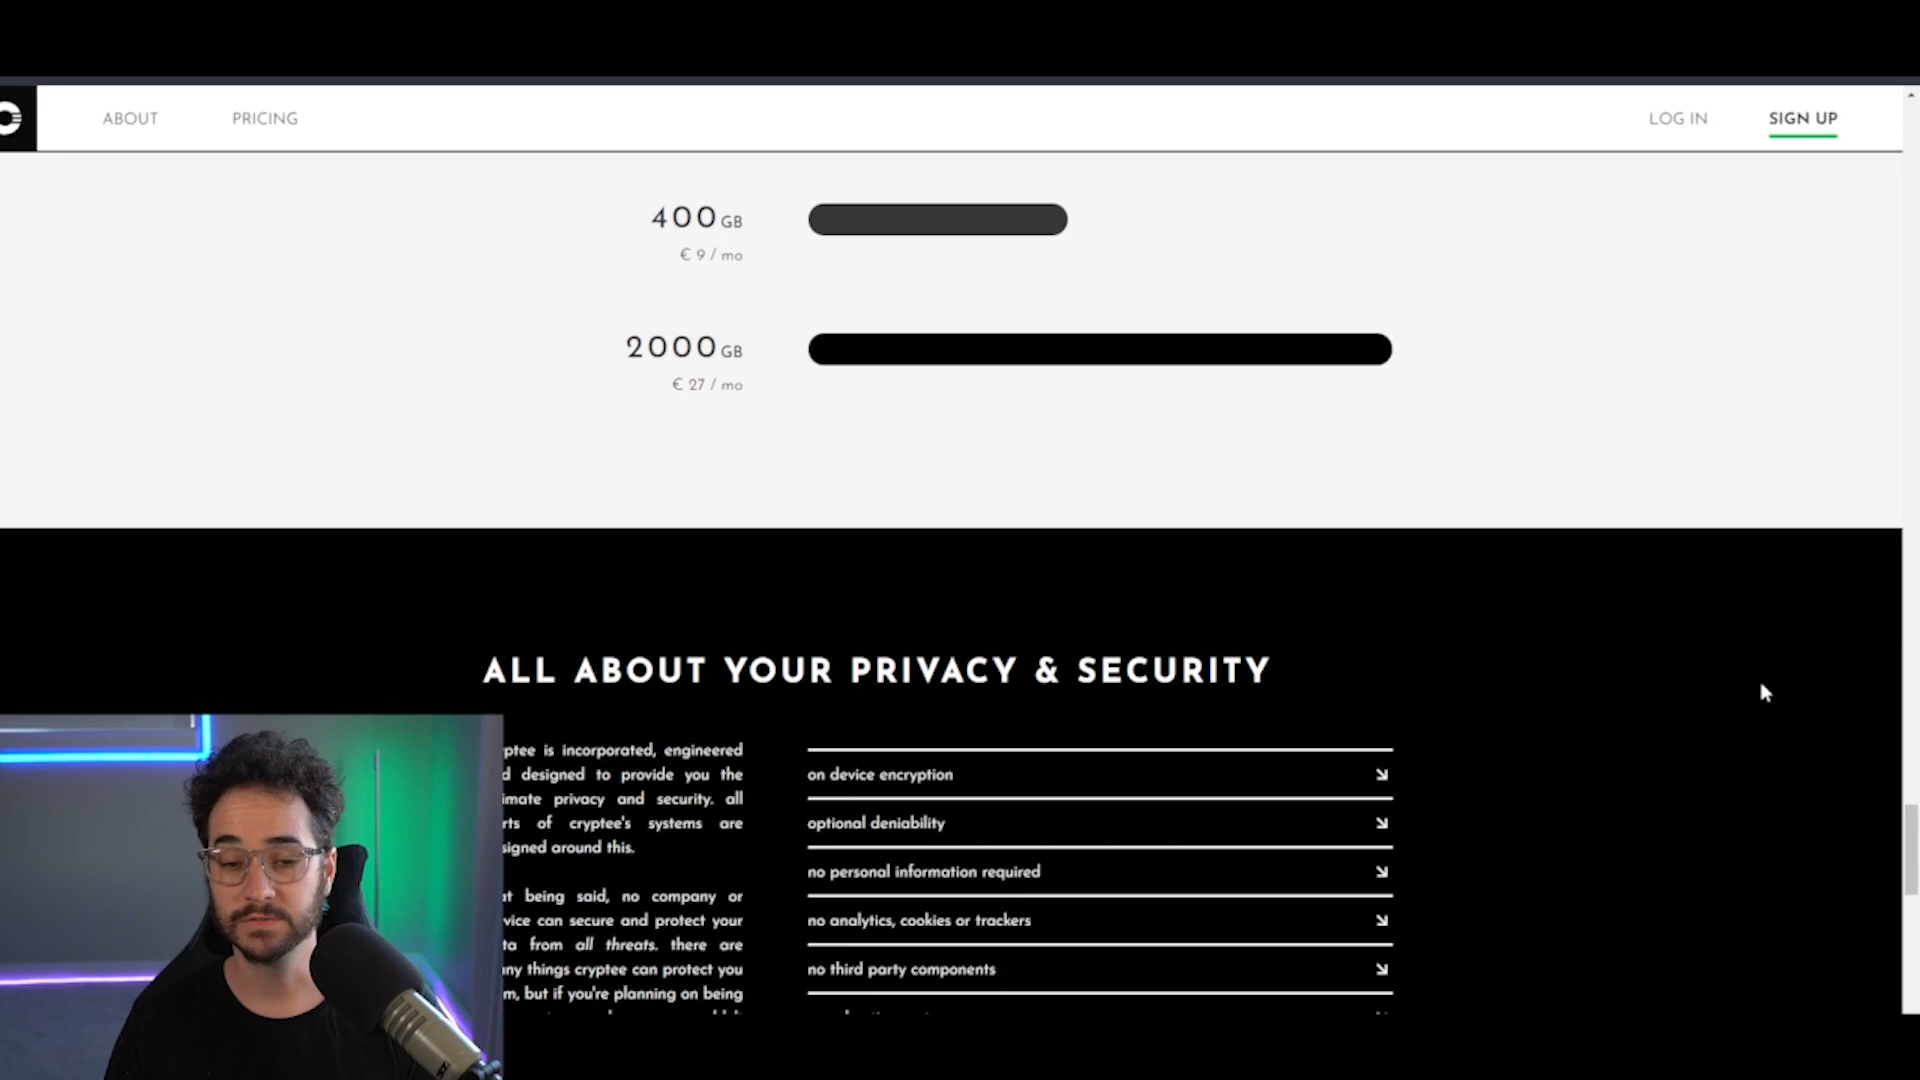 ABOUT
PRICING
LOG IN
SIGN UP
400 GB
€ 9 / mo
2000 GB
€ 27 / mo
ALL ABOUT YOUR PRIVACY & SECURITY
ptee is incorporated, engineered
d designed to provide you the
imate privacy and security. all
rts of cryptee's systems are
signed around this.
at being said, no company or
vice can secure and protect your
ta from all threats. there are
ny things cryptee can protect you
m, but if you're planning on being
on device encryption
optional deniability
no personal information required
no analytics, cookies or trackers
no third party components